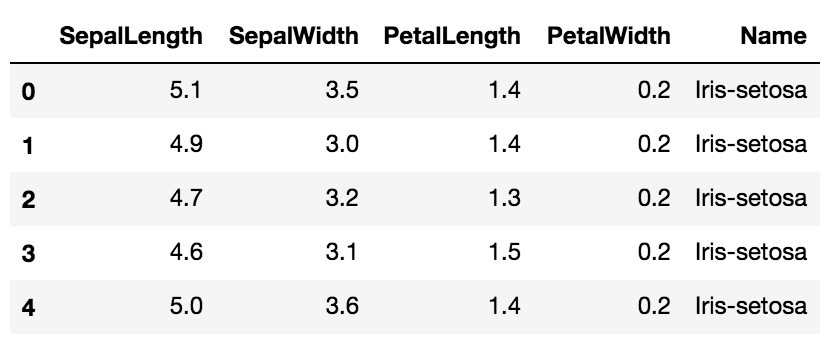 SepalLength SepalWidth PetalLength PetalWidth Name
0 5.1 3.5 1.4 0.2 Iris-setosa
1 4.9 3.0 1.4 0.2 Iris-setosa
2 4.7 3.2 1.3 0.2 Iris-setosa
3 4.6 3.1 1.5 0.2 Iris-setosa
4 5.0 3.6 1.4 0.2 Iris-setosa